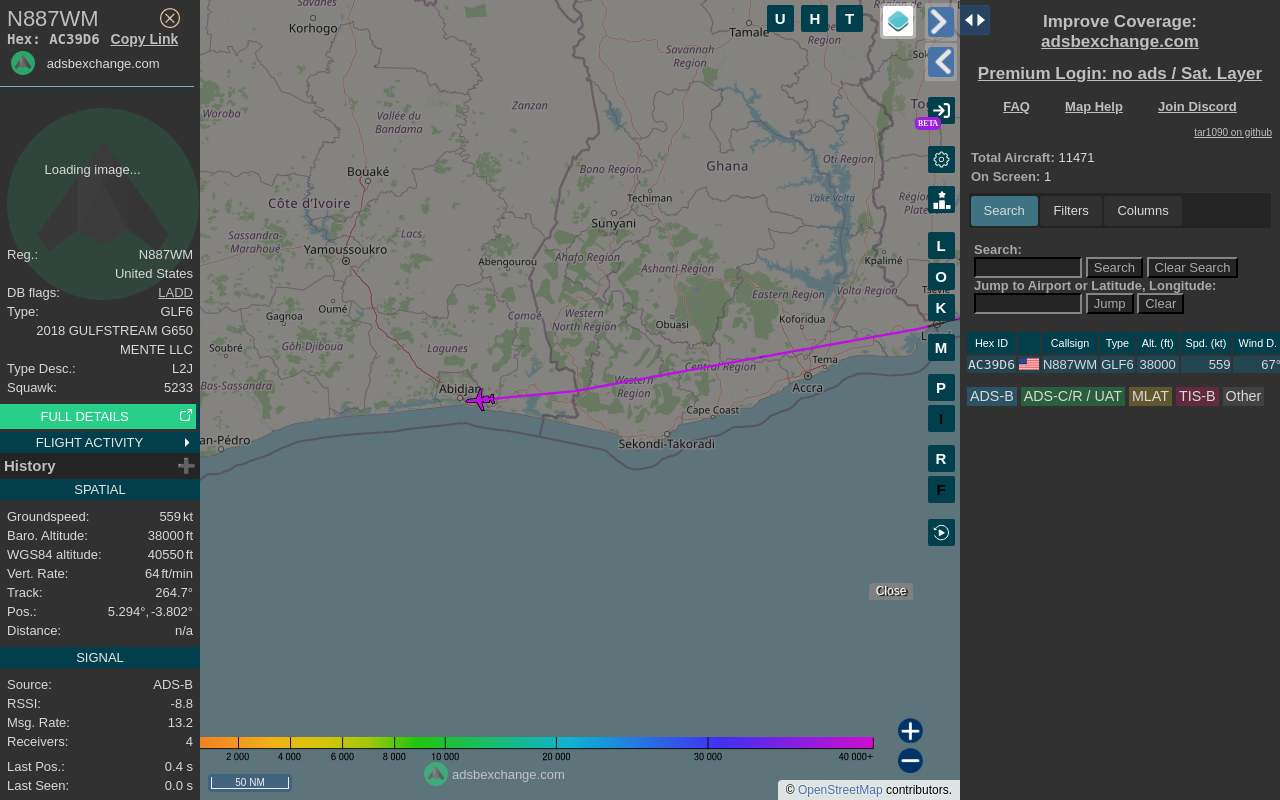 N887WM
Hex: AC39D6 Copy Link
adsbexchange.com
Loading image...
Reg.: N887WM
United States
DB flags: LADD
Type: GLF6
2018 GULFSTREAM G650
MENTE LLC
Type Desc.: L2J
Squawk: 5233
FULL DETAILS
FLIGHT ACTIVITY
History
SPATIAL
Groundspeed: 559 kt
Baro. Altitude: 38000 ft
WGS84 altitude: 40550 ft
Vert. Rate: 64 ft/min
Track: 264.7°
Pos.: 5.294°, -3.802°
Distance: n/a
SIGNAL
Source: ADS-B
RSSI: -8.8
Msg. Rate: 13.2
Receivers: 4
Last Pos.: 0.4 s
Last Seen: 0.0 s
Savanes
Korhogo
Savannah
Region
Tamale
Region
Woroba
Vallée du
Bandama
Zanzan
Bouaké
Côte d'Ivoire
Bono Region
Ghana
Oti Region
Techiman
Lake Volta
Sunyani
Sassandra-
Marahoué
Lacs
Yamoussoukro
Abengourou
Ahafo Region
Ashanti Region
Kpalimé
Eastern Region
Volta Region
Gagnoa
Oumé
Comoé
Western
North Region
Obuasi
Koforidua
Soubré
Gôh-Djiboua
Lagunes
Tema
Bas-Sassandra
Abidjan
Western
Region
Central Region
Accra
Cape Coast
an-Pédro
Sekondi-Takoradi
U H T
BETA
L
O
K
M
P
I
R
F
Close
2 000 4 000 6 000 8 000 10 000 20 000 30 000 40 000+
adsbexchange.com
50 NM
© OpenStreetMap contributors.
Improve Coverage:
adsbexchange.com
Premium Login: no ads / Sat. Layer
FAQ Map Help Join Discord
tar1090 on github
Total Aircraft: 11471
On Screen: 1
Search Filters Columns
Search:
Search Clear Search
Jump to Airport or Latitude, Longitude:
Jump Clear
Hex ID Callsign Type Alt. (ft) Spd. (kt) Wind D.
AC39D6 N887WM GLF6 38000 559 67°
ADS-B ADS-C/R / UAT MLAT TIS-B Other